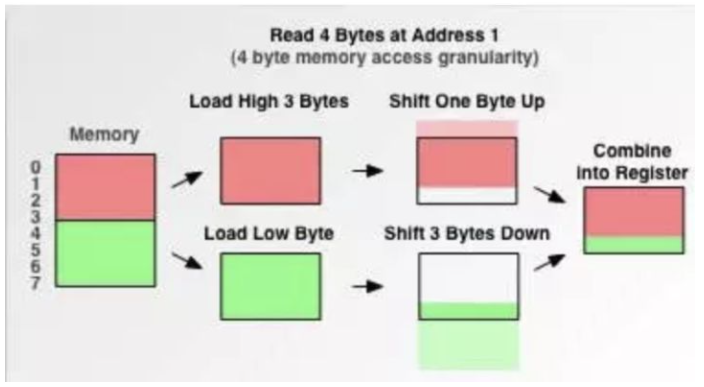 Read 4 Bytes at Address 1
(4 byte memory access granularity)
Load High 3 Bytes
Shift One Byte Up
Memory
Combine
into Register
0
1
2
3
4
5
6
7
Load Low Byte
Shift 3 Bytes Down